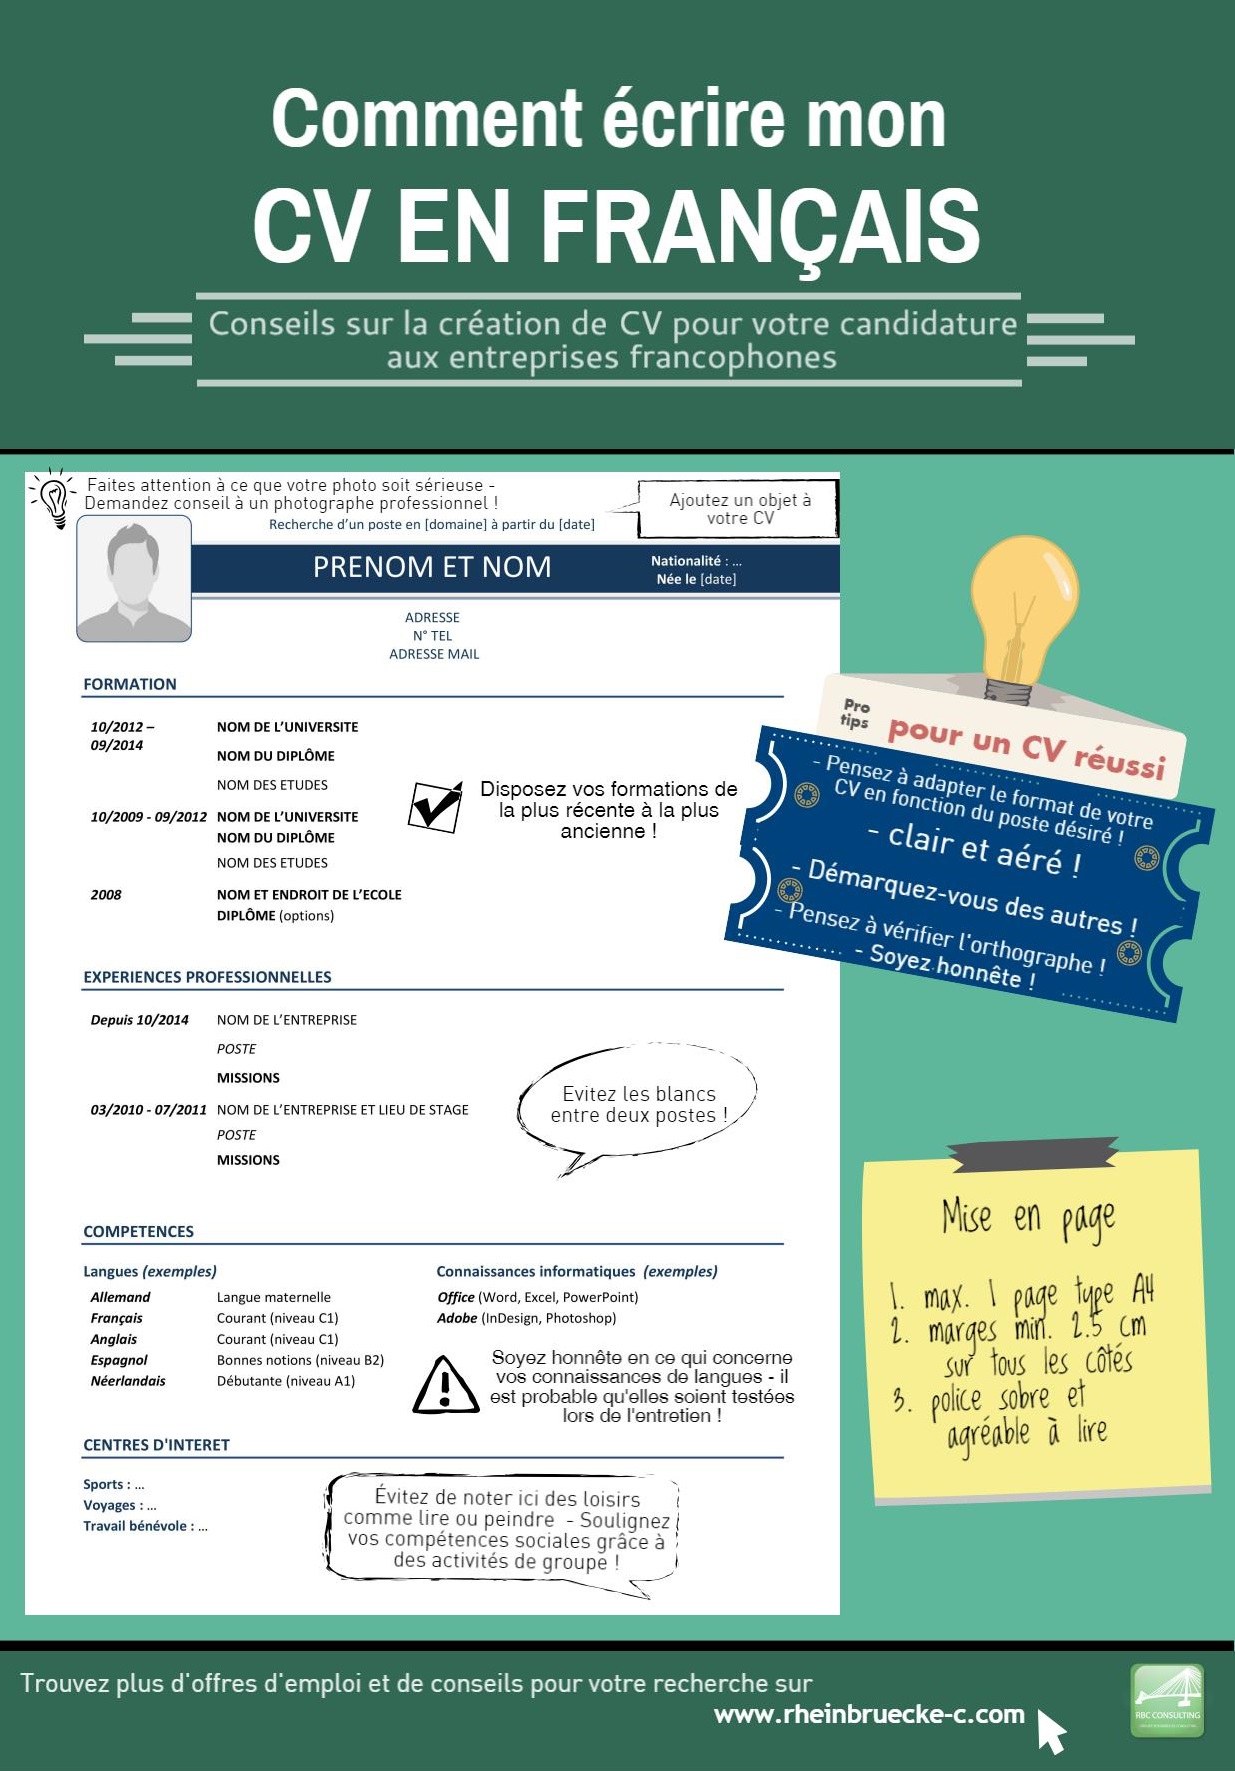 Comment écrire mon
CV EN FRANÇAIS
Conseils sur la création de CV pour votre candidature
aux entreprises francophones
Faites attention à ce que votre photo soit sérieuse -
Demandez conseil à un photographe professionnel !
Ajoutez un objet à
votre CV
Recherche d'un poste en [domaine] à partir du [date]
PRENOM ET NOM
Nationalité : ...
Née le [date]
ADRESSE
N° TEL
ADRESSE MAIL
FORMATION
10/2012 –
09/2014
NOM DE L'UNIVERSITE
NOM DU DIPLÔME
NOM DES ETUDES
10/2009 - 09/2012 NOM DE L'UNIVERSITE
NOM DU DIPLÔME
NOM DES ETUDES
2008 NOM ET ENDROIT DE L'ECOLE
DIPLÔME (options)
Disposez vos formations de
la plus récente à la plus
ancienne !
EXPERIENCES PROFESSIONNELLES
Depuis 10/2014 NOM DE L'ENTREPRISE
POSTE
MISSIONS
03/2010 - 07/2011 NOM DE L'ENTREPRISE ET LIEU DE STAGE
POSTE
MISSIONS
Evitez les blancs
entre deux postes !
COMPETENCES
Langues (exemples)
Allemand Langue maternelle
Français Courant (niveau C1)
Anglais Courant (niveau C1)
Espagnol Bonnes notions (niveau B2)
Néerlandais Débutante (niveau A1)
Connaissances informatiques (exemples)
Office (Word, Excel, PowerPoint)
Adobe (InDesign, Photoshop)
Soyez honnête en ce qui concerne
vos connaissances de langues - il
est probable qu'elles soient testées
lors de l'entretien !
CENTRES D'INTERET
Sports : ...
Voyages : ...
Travail bénévole : ...
Évitez de noter ici des loisirs
comme lire ou peindre - Soulignez
vos compétences sociales grâce à
des activités de groupe !
Pro
tips
pour un CV réussi
- Pensez à adapter le format de votre
CV en fonction du poste désiré !
- clair et aéré !
- Démarquez-vous des autres !
- Pensez à vérifier l'orthographe !
- Soyez honnête !
Mise en page
1. max. 1 page type A4
2. marges min. 2.5 cm
sur tous les côtés
3. police sobre et
agréable à lire
Trouvez plus d'offres d'emploi et de conseils pour votre recherche sur
www.rheinbruecke-c.com
RBC CONSULTING